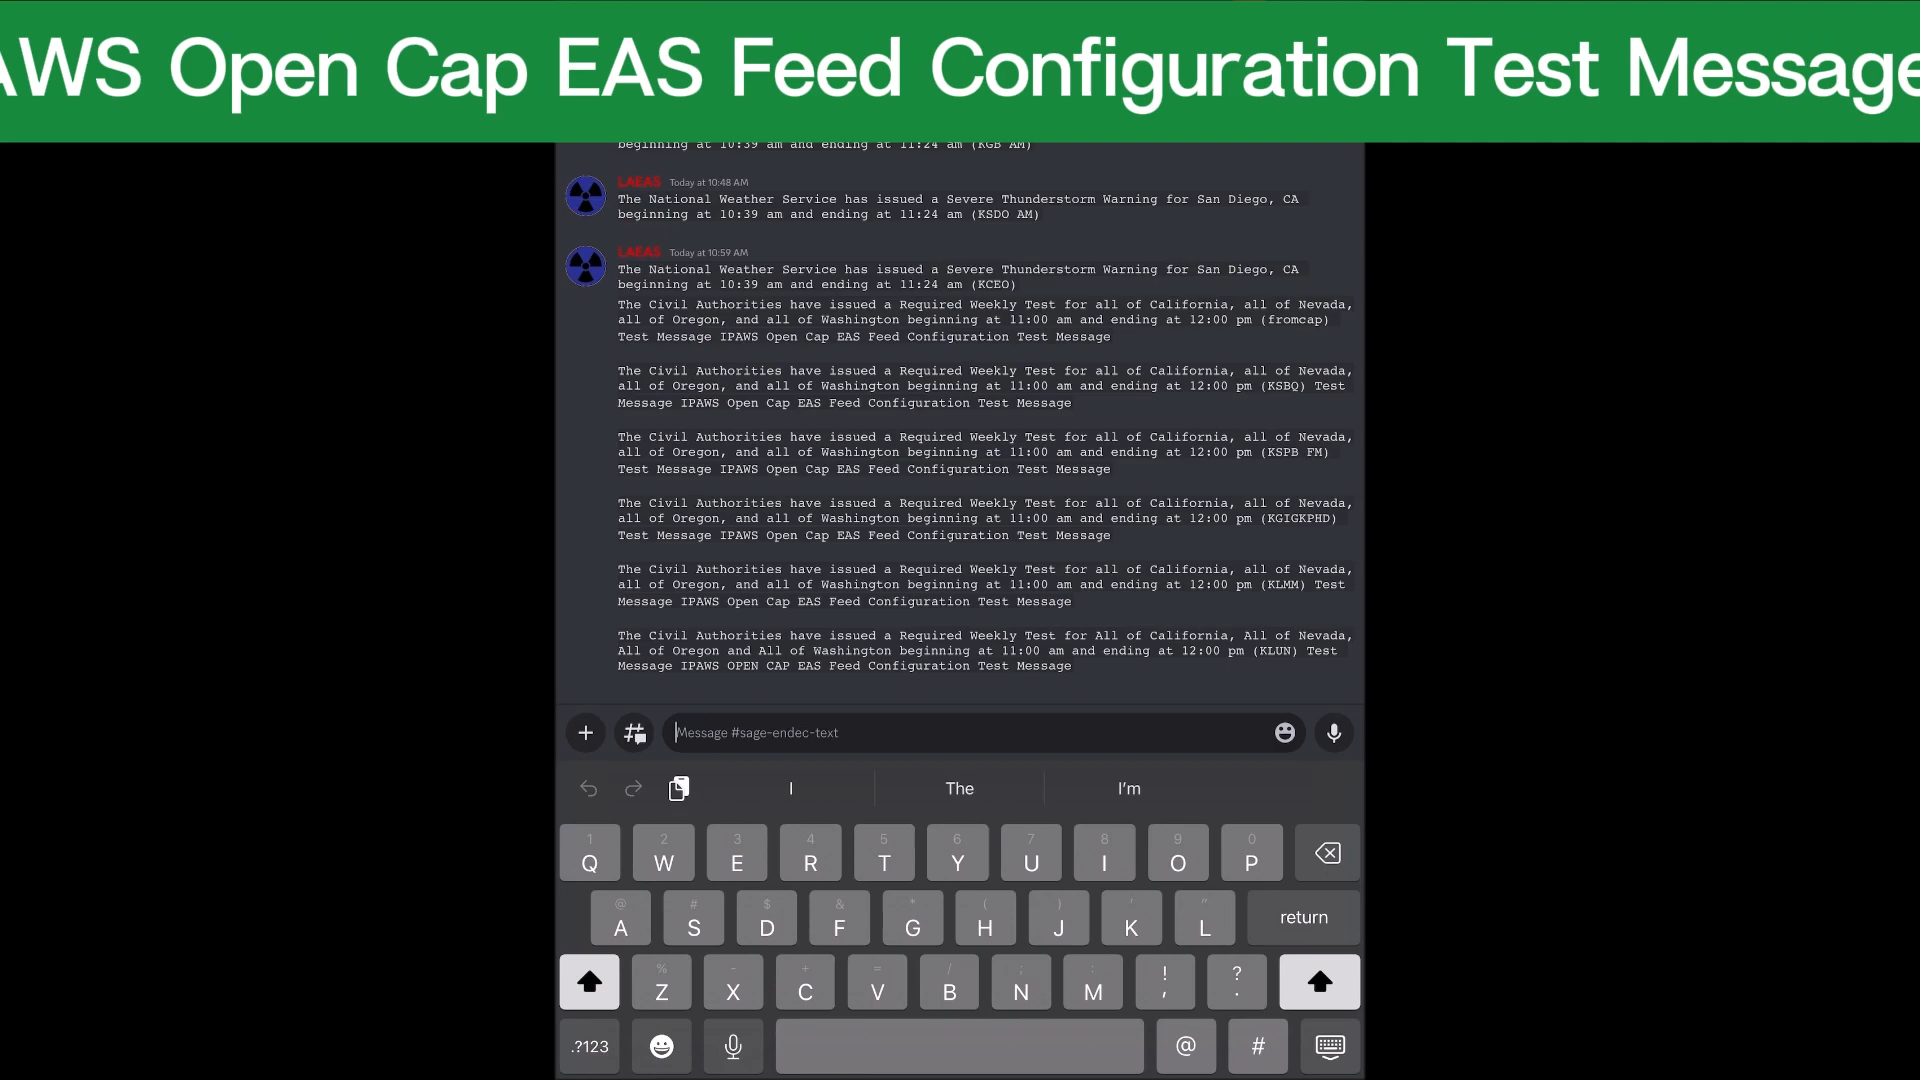 AWS Open Cap EAS Feed Configuration Test Message
beginning at 10:39 am and ending at 11:24 am (KGB AM)
LAEAS Today at 10:48 AM
The National Weather Service has issued a Severe Thunderstorm Warning for San Diego, CA
beginning at 10:39 am and ending at 11:24 am (KSDO AM)
LAEAS Today at 10:59 AM
The National Weather Service has issued a Severe Thunderstorm Warning for San Diego, CA
beginning at 10:39 am and ending at 11:24 am (KCEO)
The Civil Authorities have issued a Required Weekly Test for all of California, all of Nevada,
all of Oregon, and all of Washington beginning at 11:00 am and ending at 12:00 pm (fromcap)
Test Message IPAWS Open Cap EAS Feed Configuration Test Message
The Civil Authorities have issued a Required Weekly Test for all of California, all of Nevada,
all of Oregon, and all of Washington beginning at 11:00 am and ending at 12:00 pm (KSBQ) Test
Message IPAWS Open Cap EAS Feed Configuration Test Message
The Civil Authorities have issued a Required Weekly Test for all of California, all of Nevada,
all of Oregon, and all of Washington beginning at 11:00 am and ending at 12:00 pm (KSPB FM)
Test Message IPAWS Open Cap EAS Feed Configuration Test Message
The Civil Authorities have issued a Required Weekly Test for all of California, all of Nevada,
all of Oregon, and all of Washington beginning at 11:00 am and ending at 12:00 pm (KGIGKPHD)
Test Message IPAWS Open Cap EAS Feed Configuration Test Message
The Civil Authorities have issued a Required Weekly Test for all of California, all of Nevada,
all of Oregon, and all of Washington beginning at 11:00 am and ending at 12:00 pm (KLMM) Test
Message IPAWS Open Cap EAS Feed Configuration Test Message
The Civil Authorities have issued a Required Weekly Test for All of California, All of Nevada,
All of Oregon and All of Washington beginning at 11:00 am and ending at 12:00 pm (KLUN) Test
Message IPAWS OPEN CAP EAS Feed Configuration Test Message
Message #sage-endec-text
I The I'm
1 2 3 4 5 6 7 8 9 0
Q W E R T Y U I O P
@ # $ & * ( ) ' "
A S D F G H J K L return
% - + = / ; : ! ?
Z X C V B N M , .
.?123 @ #